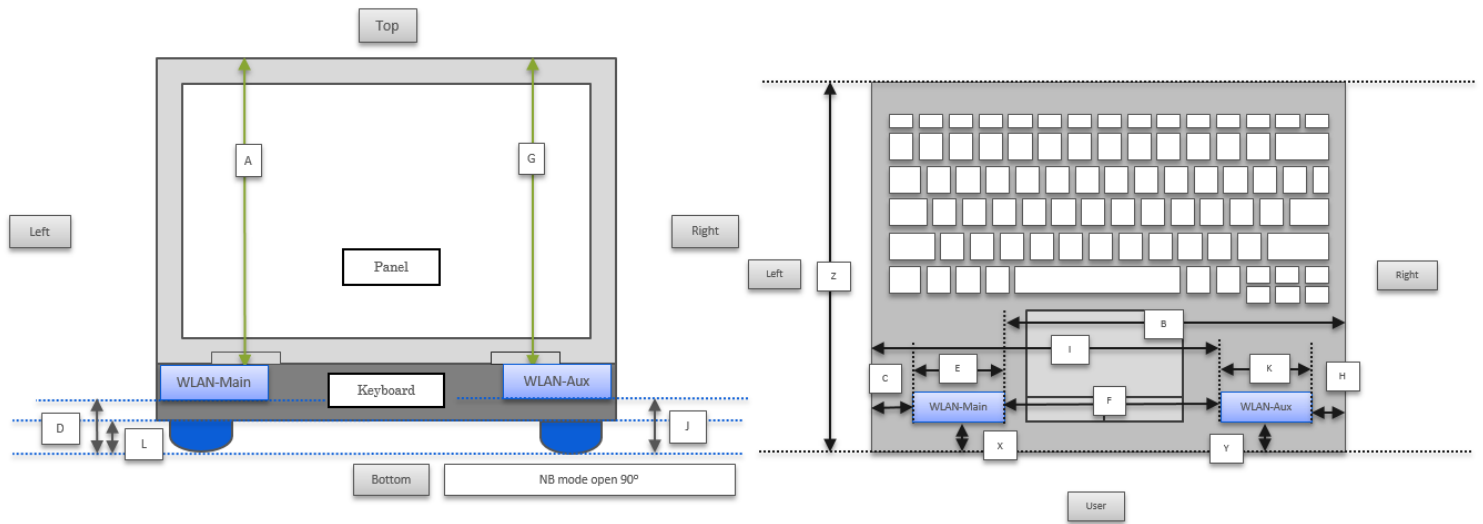 Top
A
G
Left
Right
Panel
WLAN-Main
Keyboard
WLAN-Aux
D
L
J
Bottom
NB mode open 90°
Z
Left
Right
B
I
C
E
K
H
F
WLAN-Main
WLAN-Aux
X
Y
User